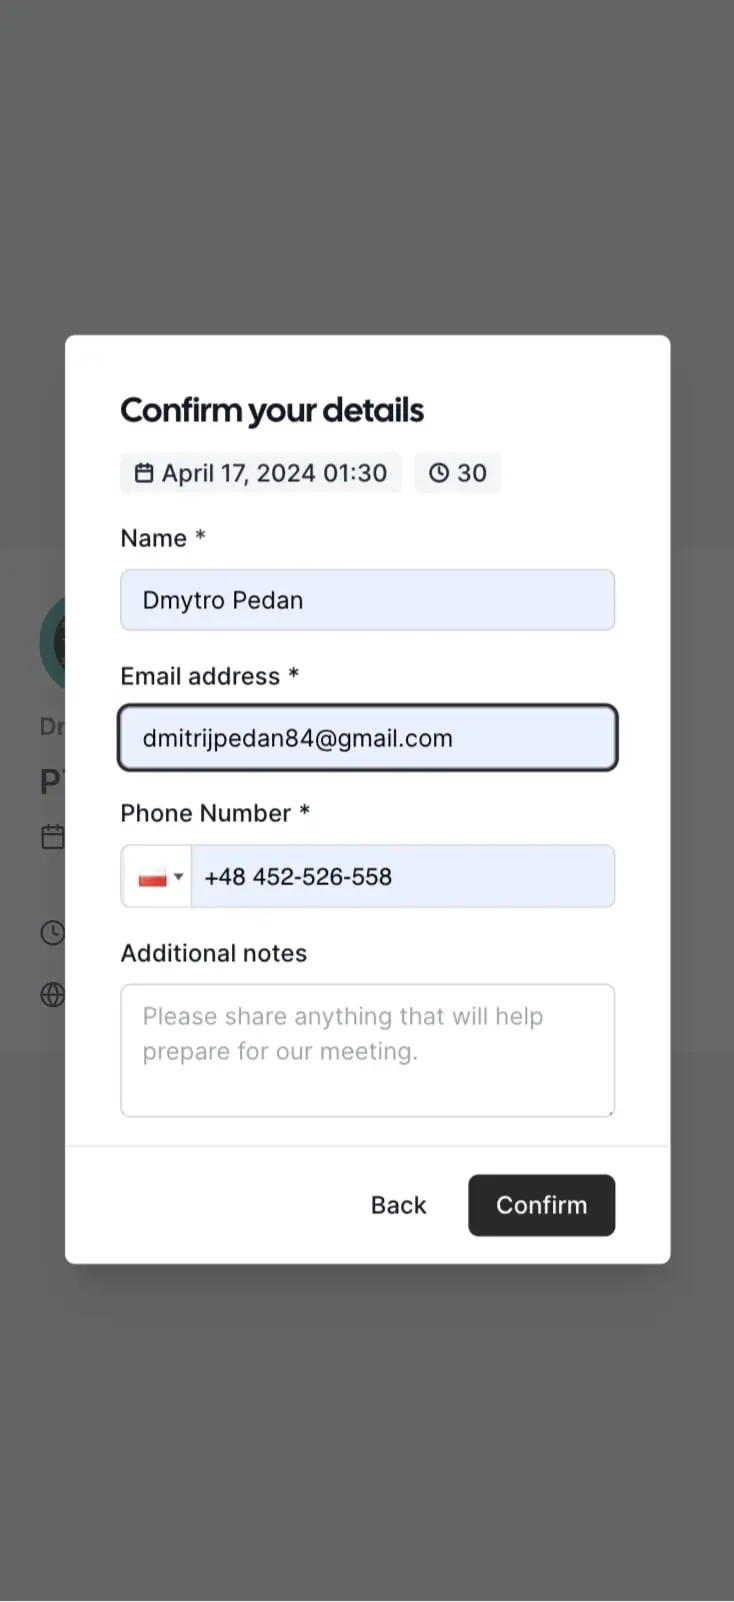 Confirm your details
April 17, 2024 01:30 30
Name *
Dmytro Pedan
Email address *
dmitrijpedan84@gmail.com
Dr
Phone Number *
+48 452-526-558
Additional notes
Please share anything that will help
prepare for our meeting.
Back Confirm